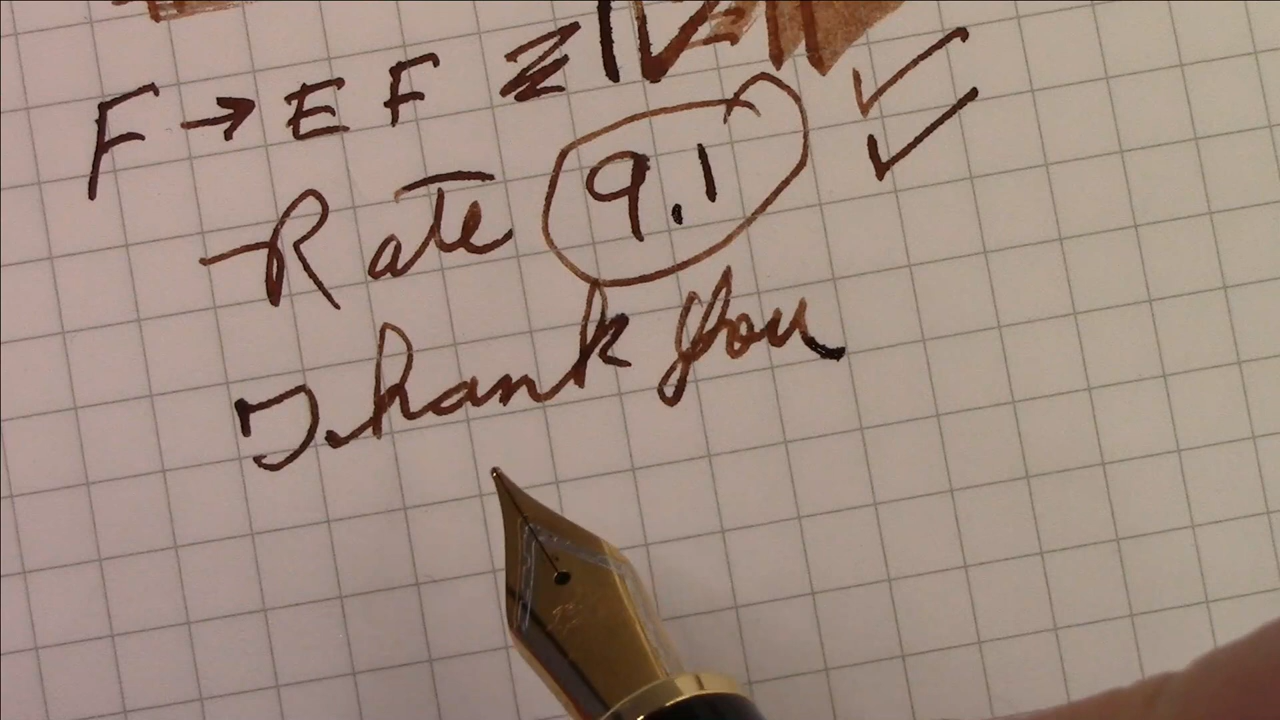 F → EF
Rate 9.1 ✓ ✓
Thank You